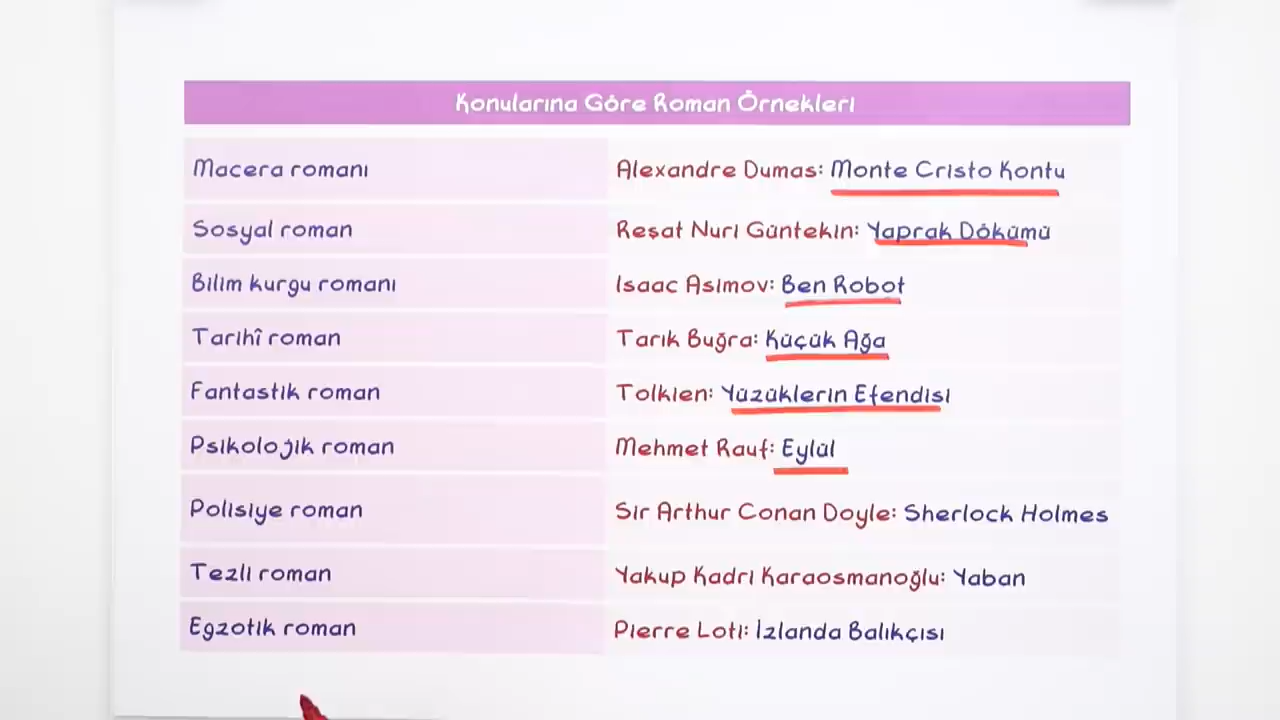 Konularına Göre Roman Örnekleri
Macera romanı Alexandre Dumas: Monte Cristo Kontu
Sosyal roman Reşat Nuri Güntekin: Yaprak Dökümü
Bilim kurgu romanı Isaac Asimov: Ben Robot
Tarihî roman Tarık Buğra: Küçük Ağa
Fantastik roman Tolkien: Yüzüklerin Efendisi
Psikolojik roman Mehmet Rauf: Eylül
Polisiye roman Sir Arthur Conan Doyle: Sherlock Holmes
Tezli roman Yakup Kadri Karaosmanoğlu: Yaban
Egzotik roman Pierre Loti: İzlanda Balıkçısı